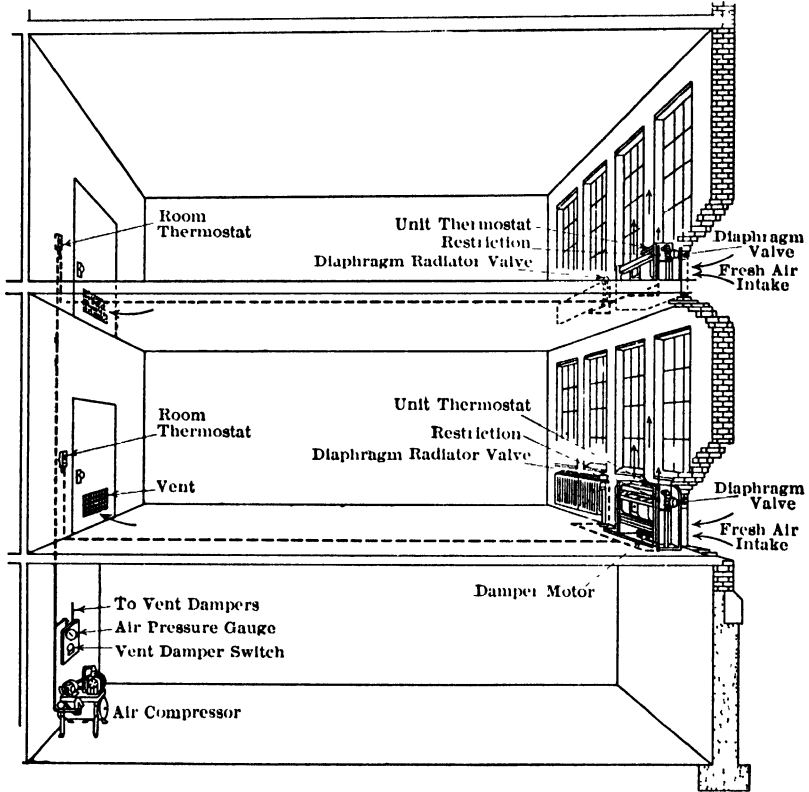 Room
Thermostat
Unit Thermostat
Restriction
Diaphragm Radiator Valve
Diaphragm
Valve
Fresh Air
Intake
Room
Thermostat
Vent
Unit Thermostat
Restriction
Diaphragm Radiator Valve
Diaphragm
Valve
Fresh Air
Intake
Damper Motor
To Vent Dampers
Air Pressure Gauge
Vent Damper Switch
Air Compressor